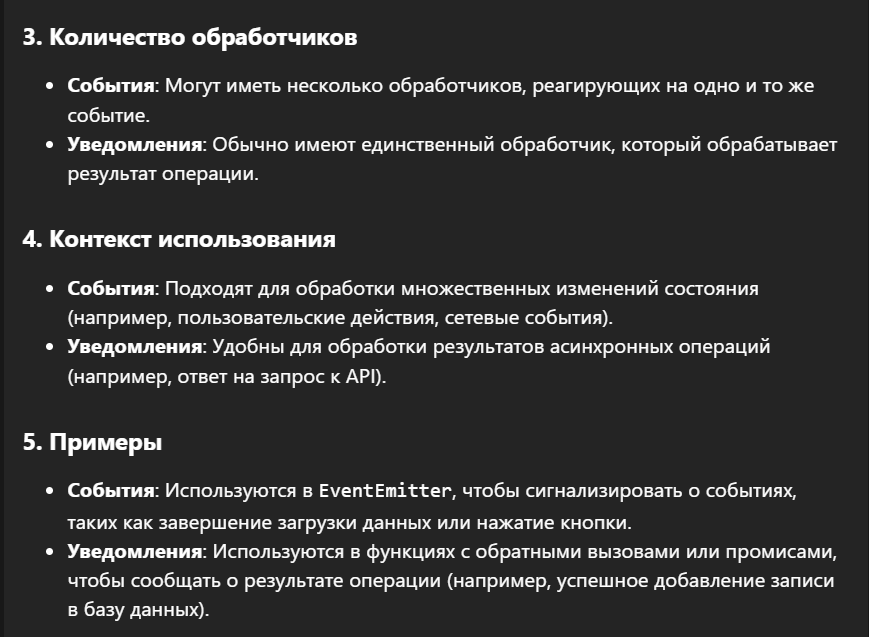 3. Количество обработчиков
• События: Могут иметь несколько обработчиков, реагирующих на одно и то же
событие.
• Уведомления: Обычно имеют единственный обработчик, который обрабатывает
результат операции.
4. Контекст использования
• События: Подходят для обработки множественных изменений состояния
(например, пользовательские действия, сетевые события).
• Уведомления: Удобны для обработки результатов асинхронных операций
(например, ответ на запрос к API).
5. Примеры
• События: Используются в EventEmitter, чтобы сигнализировать о событиях,
таких как завершение загрузки данных или нажатие кнопки.
• Уведомления: Используются в функциях с обратными вызовами или промисами,
чтобы сообщать о результате операции (например, успешное добавление записи
в базу данных).